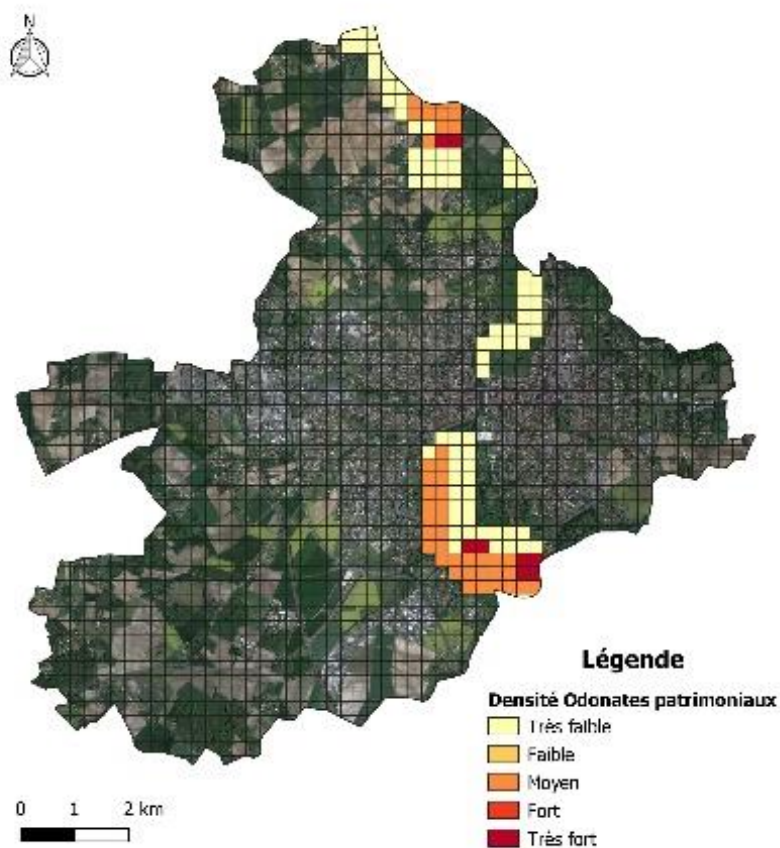 N
Légende
Densité Odonates patrimoniaux
Très faible
Faible
Moyen
Fort
Très fort
0 1 2 km